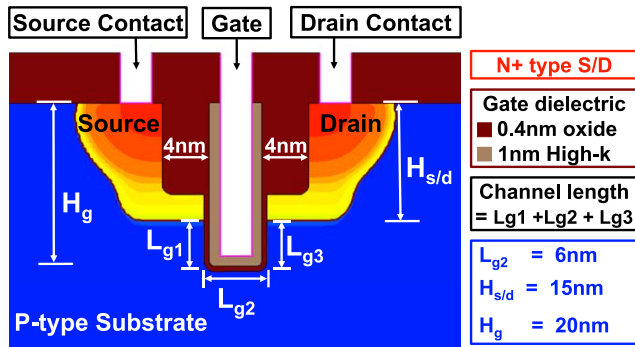 Source Contact
Gate
Drain Contact
Source
Drain
4nm
4nm
Hg
Hs/d
Lg1
Lg3
Lg2
P-type Substrate
N+ type S/D
Gate dielectric
0.4nm oxide
1nm High-k
Channel length
= Lg1 +Lg2 + Lg3
Lg2 = 6nm
Hs/d = 15nm
Hg = 20nm